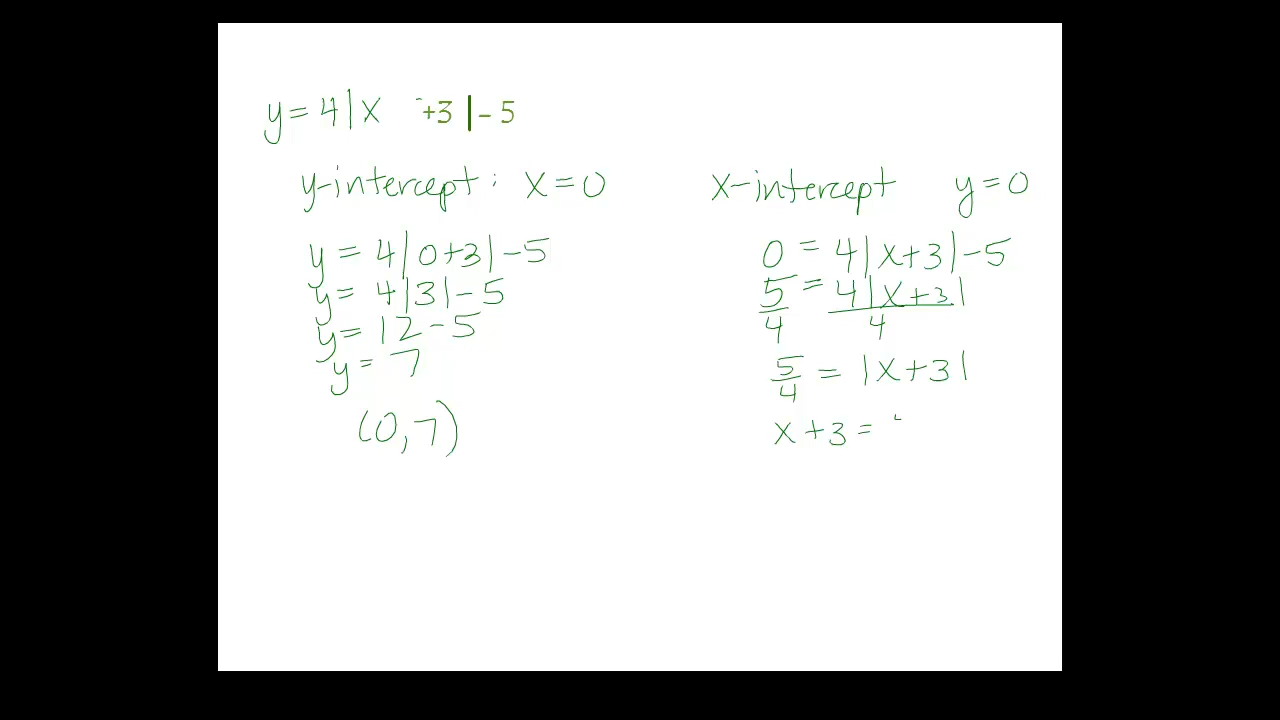 y = 4|x +3|-5
y-intercept: x = 0
y = 4|0+3|-5
y = 4|3|-5
y = 12-5
y = 7
(0,7)
x-intercept y = 0
0 = 4|x+3|-5
5/4 = 4|x+3|/4
5/4 = |x+3|
x+3 =